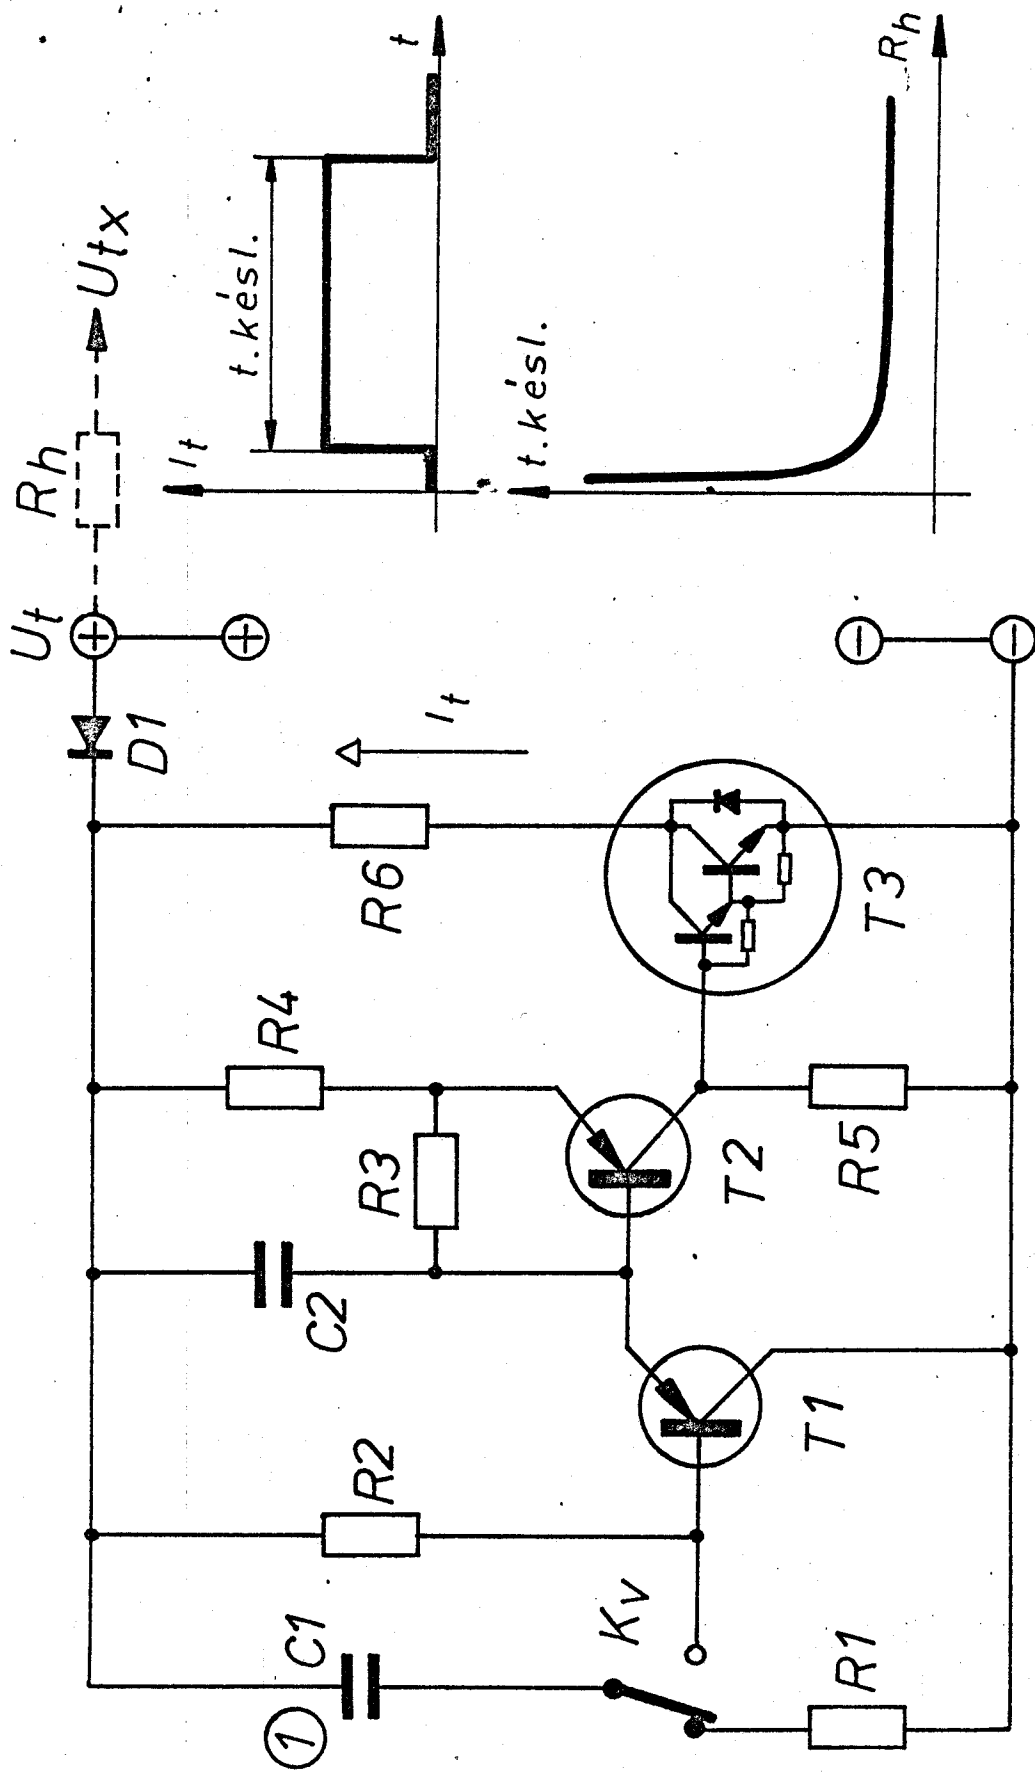 1
C1
Kv
R1
R2
T1
C2
R3
R4
T2
R5
R6
T3
D1
It
Ut
+
+
−
−
Rh
Utx
It
t.késl.
t
t.késl.
Rh